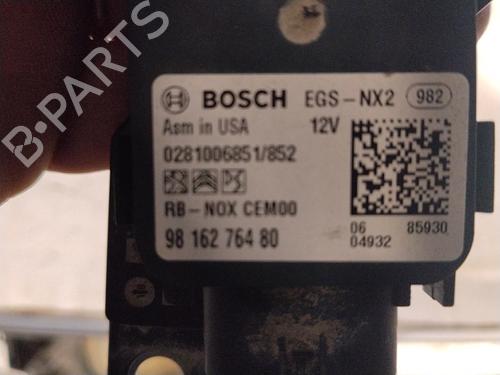 B-PARTS
BOSCH EGS-NX2 982
Asm in USA 12V
0281006851/852
RB-NOX CEM00
98 162 764 80
06 85930
04932